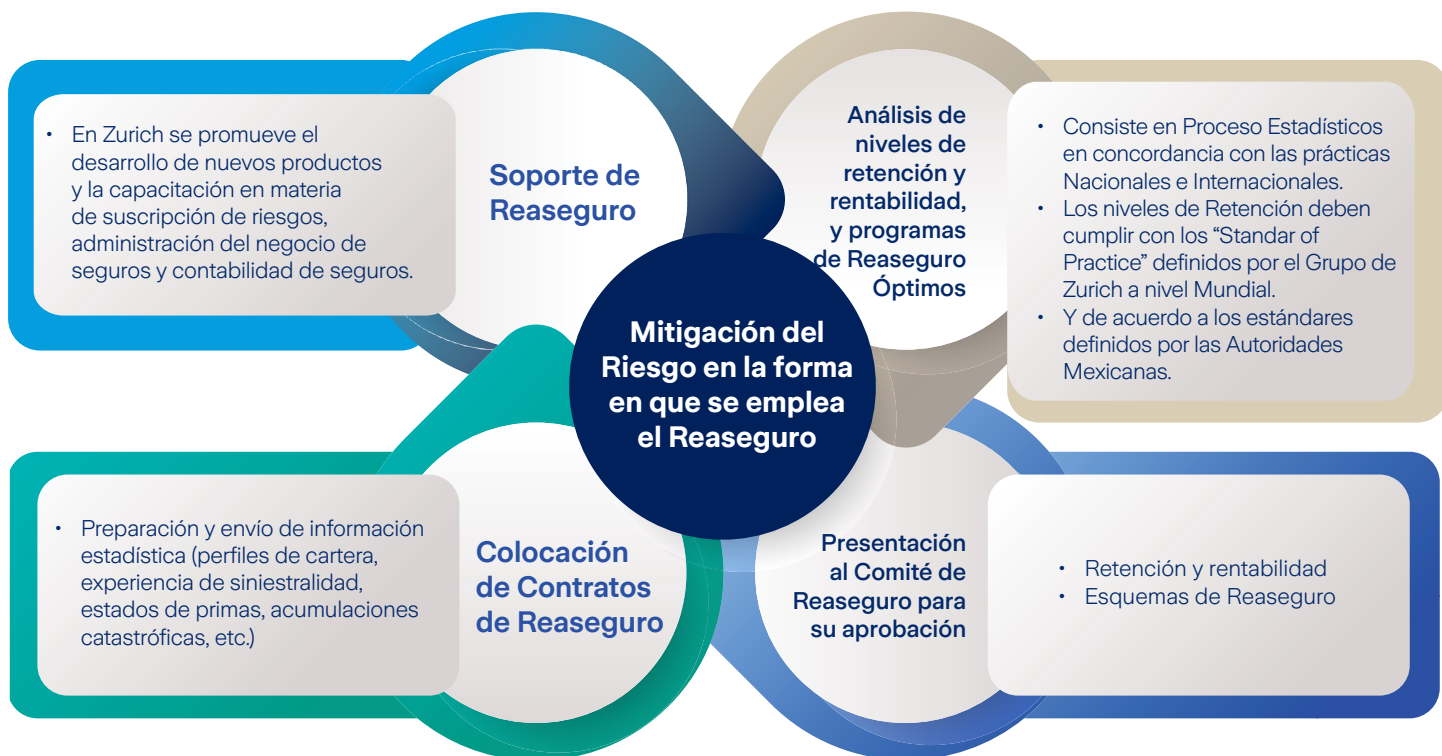 • En Zurich se promueve el
desarrollo de nuevos productos
y la capacitación en materia
de suscripción de riesgos,
administración del negocio de
seguros y contabilidad de seguros.
Soporte de
Reaseguro
Análisis de
niveles de
retención y
rentabilidad,
y programas
de Reaseguro
Óptimos
• Consiste en Proceso Estadísticos
en concordancia con las prácticas
Nacionales e Internacionales.
• Los niveles de Retención deben
cumplir con los “Standar of
Practice” definidos por el Grupo de
Zurich a nivel Mundial.
• Y de acuerdo a los estándares
definidos por las Autoridades
Mexicanas.
Mitigación del
Riesgo en la forma
en que se emplea
el Reaseguro
• Preparación y envío de información
estadística (perfiles de cartera,
experiencia de siniestralidad,
estados de primas, acumulaciones
catastróficas, etc.)
Colocación
de Contratos
de Reaseguro
Presentación
al Comité de
Reaseguro para
su aprobación
• Retención y rentabilidad
• Esquemas de Reaseguro